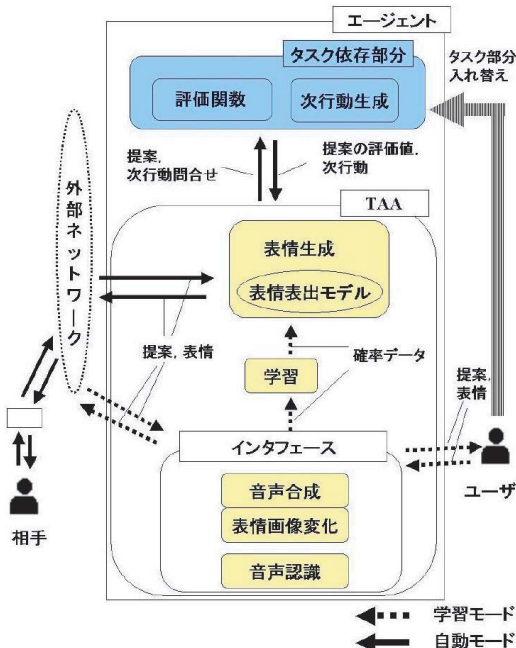 エージェント
タスク依存部分
評価関数
次行動生成
タスク部分
入れ替え
提案,
次行動問合せ
提案の評価値,
次行動
TAA
外部ネットワーク
表情生成
表情表出モデル
提案, 表情
学習
確率データ
提案,
表情
インタフェース
音声合成
表情画像変化
音声認識
ユーザ
相手
学習モード
自動モード